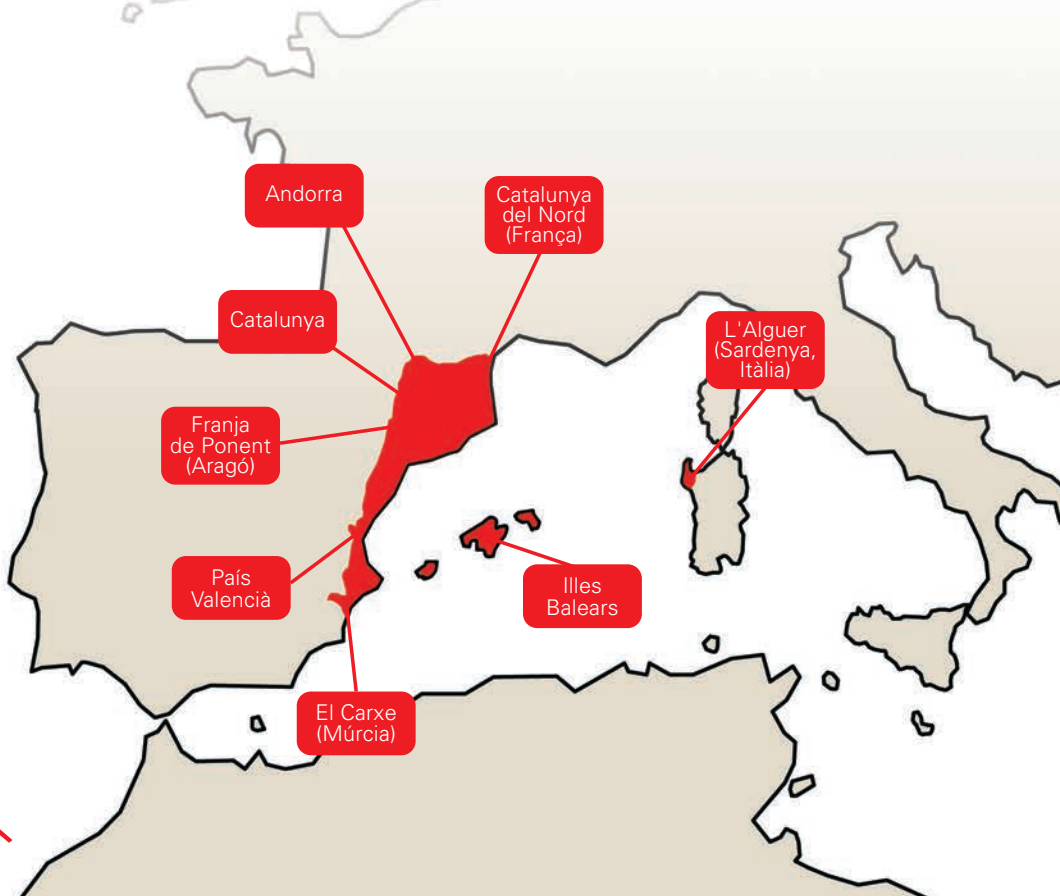 Andorra
Catalunya
del Nord
(França)
Catalunya
L'Alguer
(Sardenya,
Itàlia)
Franja
de Ponent
(Aragó)
País
Valencià
Illes
Balears
El Carxe
(Múrcia)